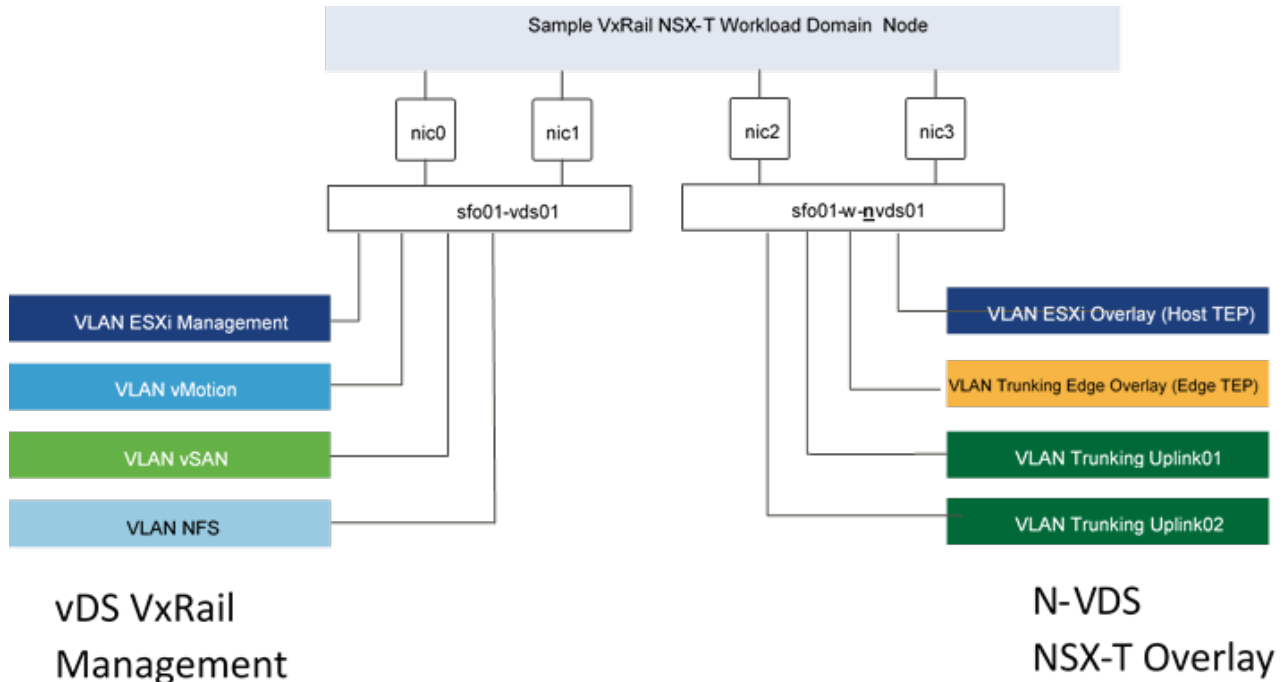 Sample VxRail NSX-T Workload Domain Node
nic0
nic1
nic2
nic3
sfo01-vds01
sfo01-w-nvds01
VLAN ESXi Management
VLAN vMotion
VLAN vSAN
VLAN NFS
VLAN ESXi Overlay (Host TEP)
VLAN Trunking Edge Overlay (Edge TEP)
VLAN Trunking Uplink01
VLAN Trunking Uplink02
vDS VxRail
Management
N-VDS
NSX-T Overlay